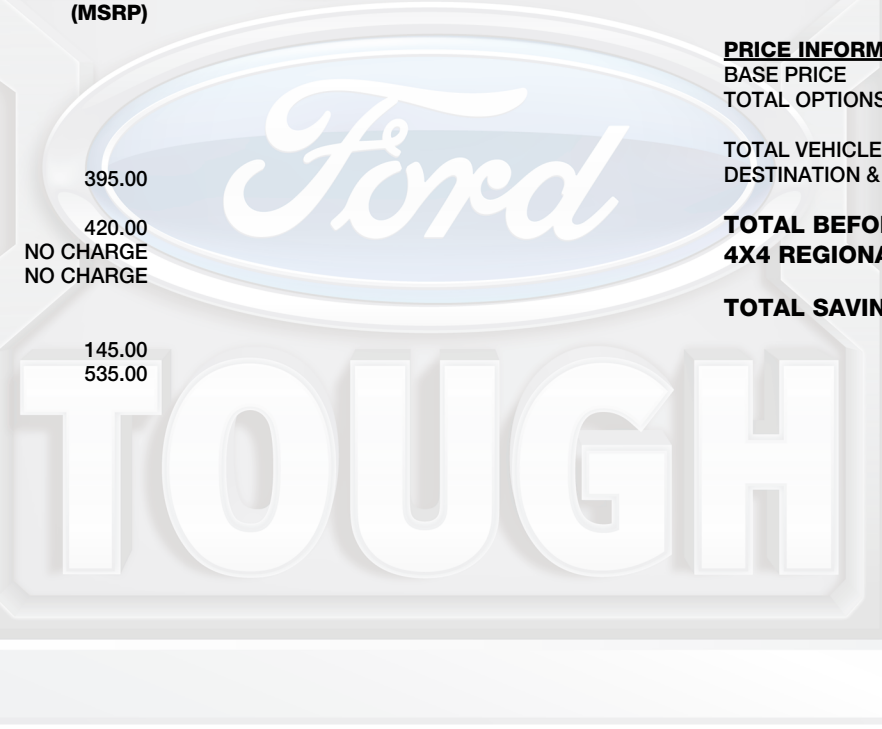 (MSRP)
395.00
420.00
NO CHARGE
NO CHARGE
145.00
535.00
PRICE INFORM
BASE PRICE
TOTAL OPTIONS
TOTAL VEHICLE
DESTINATION &
TOTAL BEFO
4X4 REGIONA
TOTAL SAVIN
Ford
TOUGH